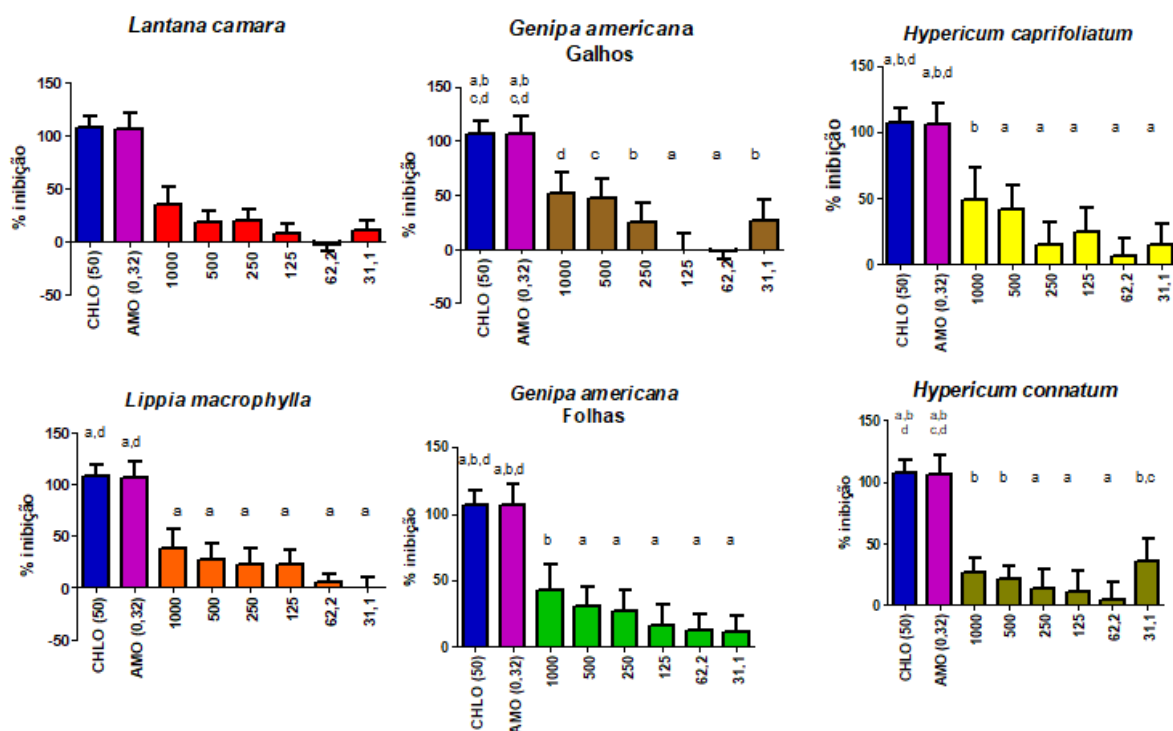 Lantana camara
% inibição
150
100
50
0
-50
CHLO (50)
AMO (0,32)
1000
500
250
125
62,2
31,1
Genipa americana
Galhos
% inibição
150
100
50
0
-50
a,b a,b
c,d c,d
d c b a a b
CHLO (50)
AMO (0,32)
1000
500
250
125
62,2
31,1
Hypericum caprifoliatum
% inibição
150
100
50
0
a,b,d a,b,d
b a a a a a
CHLO (50)
AMO (0,32)
1000
500
250
125
62,2
31,1
Lippia macrophylla
% inibição
150
100
50
0
-50
a,d a,d
a a a a a a
CHLO (50)
AMO (0,32)
1000
500
250
125
62,2
31,1
Genipa americana
Folhas
% inibição
150
100
50
0
a,b,d a,b,d
b a a a a a
CHLO (50)
AMO (0,32)
1000
500
250
125
62,2
31,1
Hypericum connatum
% inibição
150
100
50
0
a,b a,b
d c,d
b b a a a b,c
CHLO (50)
AMO (0,32)
1000
500
250
125
62,2
31,1